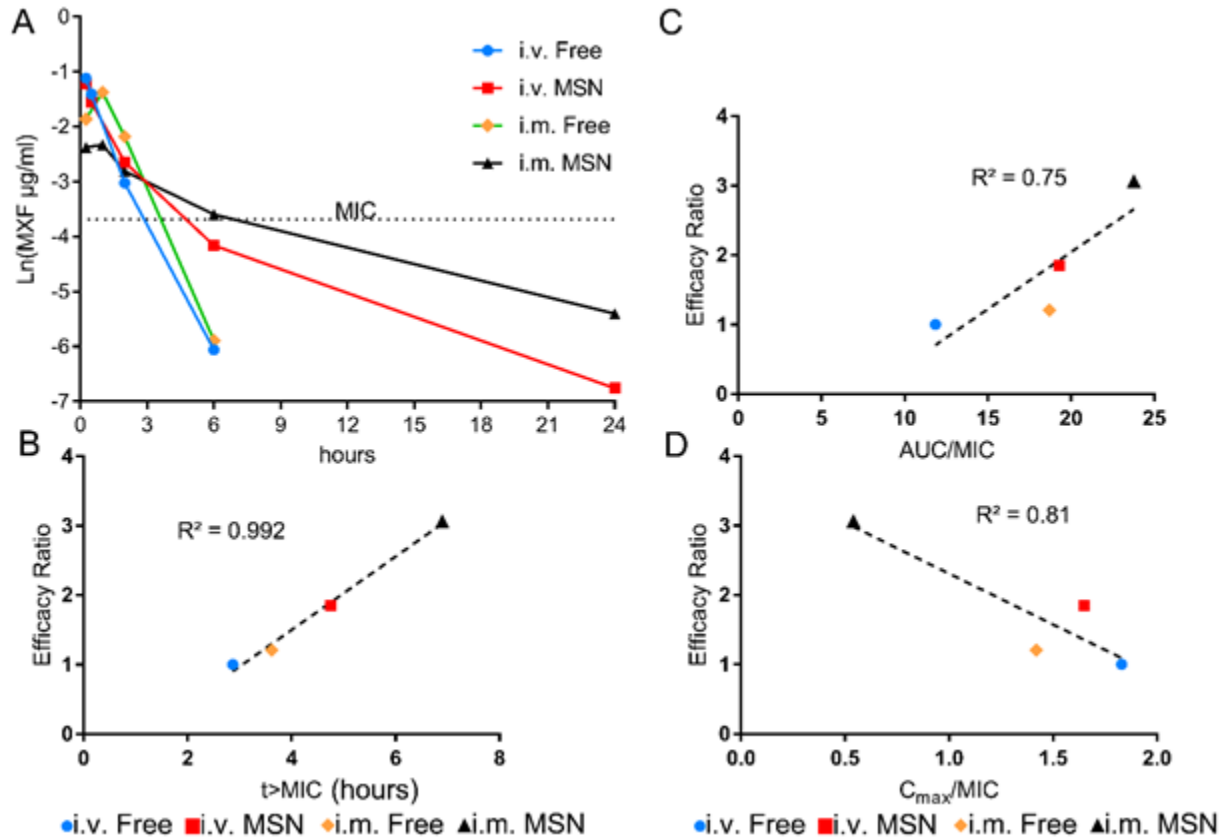 A
0
-1
-2
-3
-4
-5
-6
-7
Ln(MXF µg/ml)
i.v. Free
i.v. MSN
i.m. Free
i.m. MSN
MIC
0 3 6 9 12 15 18 21 24
hours
C
4
3
2
1
0
Efficacy Ratio
R² = 0.75
0 5 10 15 20 25
AUC/MIC
B
4
3
2
1
0
Efficacy Ratio
R² = 0.992
0 2 4 6 8
t>MIC (hours)
D
4
3
2
1
0
Efficacy Ratio
R² = 0.81
0.0 0.5 1.0 1.5 2.0
Cmax/MIC
i.v. Free i.v. MSN i.m. Free i.m. MSN
i.v. Free i.v. MSN i.m. Free i.m. MSN